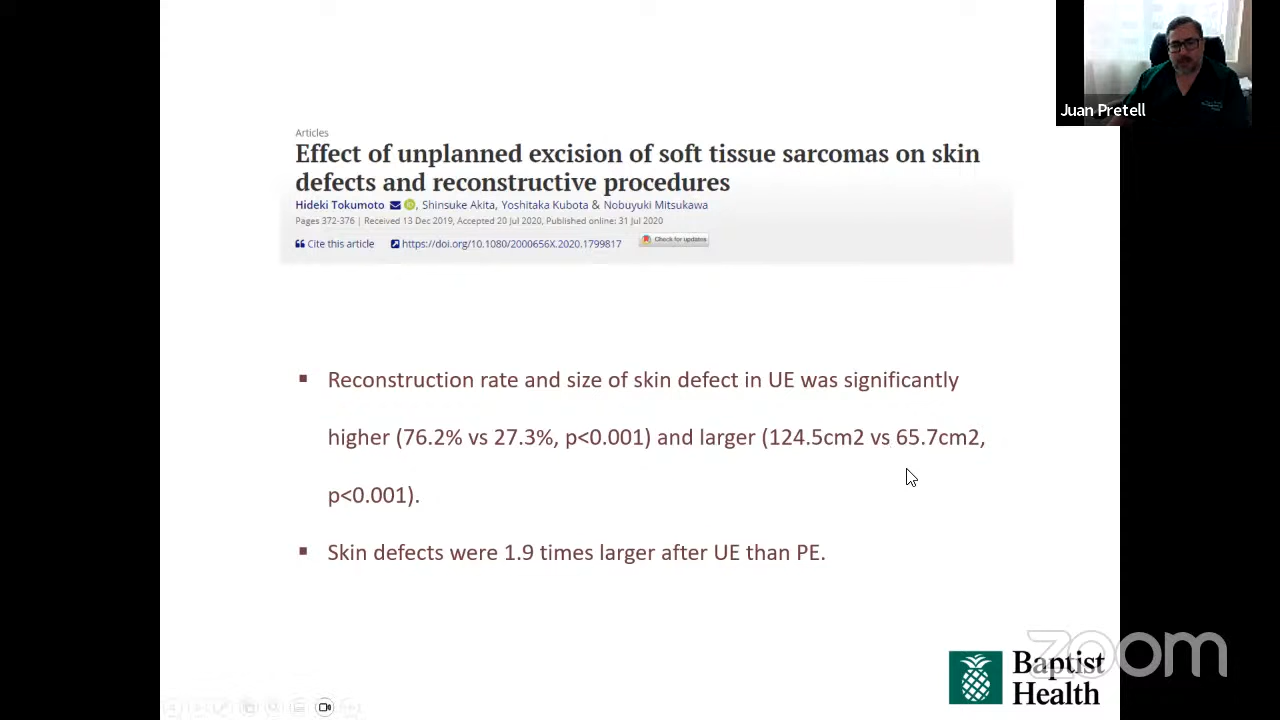 Juan Pretell
Articles
Effect of unplanned excision of soft tissue sarcomas on skin
defects and reconstructive procedures
Hideki Tokumoto, Shinsuke Akita, Yoshitaka Kubota & Nobuyuki Mitsukawa
Pages 372-376 | Received 13 Dec 2019, Accepted 20 Jul 2020, Published online: 31 Jul 2020
Cite this article https://doi.org/10.1080/2000656X.2020.1799817 Check for updates
Reconstruction rate and size of skin defect in UE was significantly
higher (76.2% vs 27.3%, p<0.001) and larger (124.5cm2 vs 65.7cm2,
p<0.001).
Skin defects were 1.9 times larger after UE than PE.
zoom
Baptist
Health